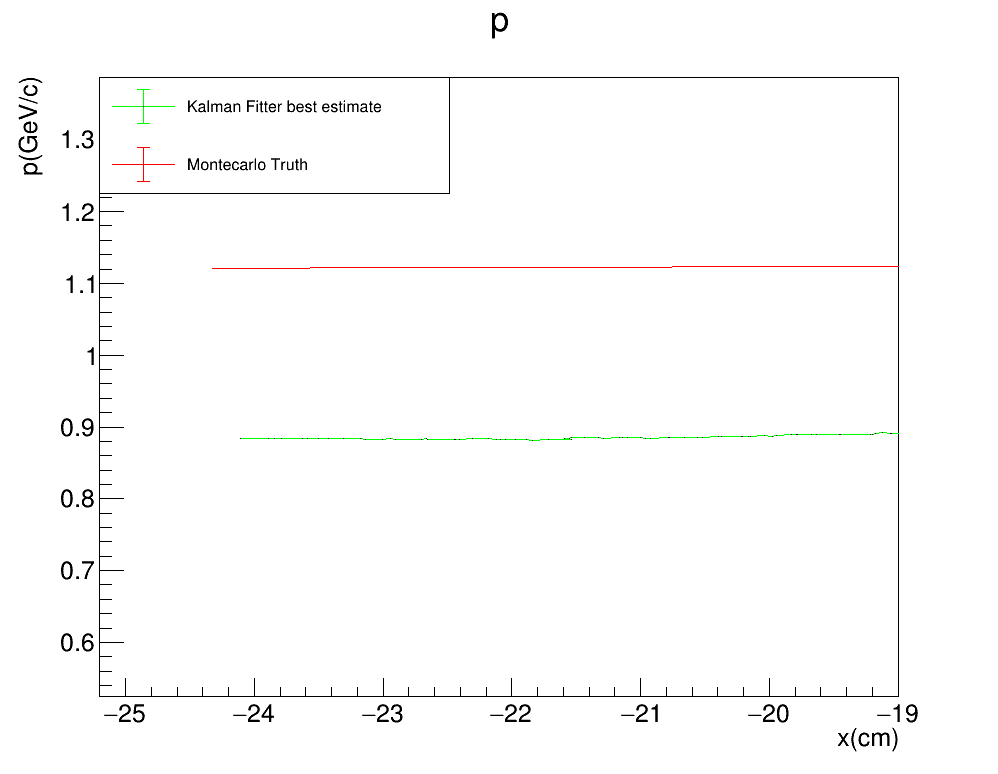 p
p(GeV/c)
Kalman Fitter best estimate
Montecarlo Truth
1.3
1.2
1.1
1
0.9
0.8
0.7
0.6
−25 −24 −23 −22 −21 −20 −19
x(cm)